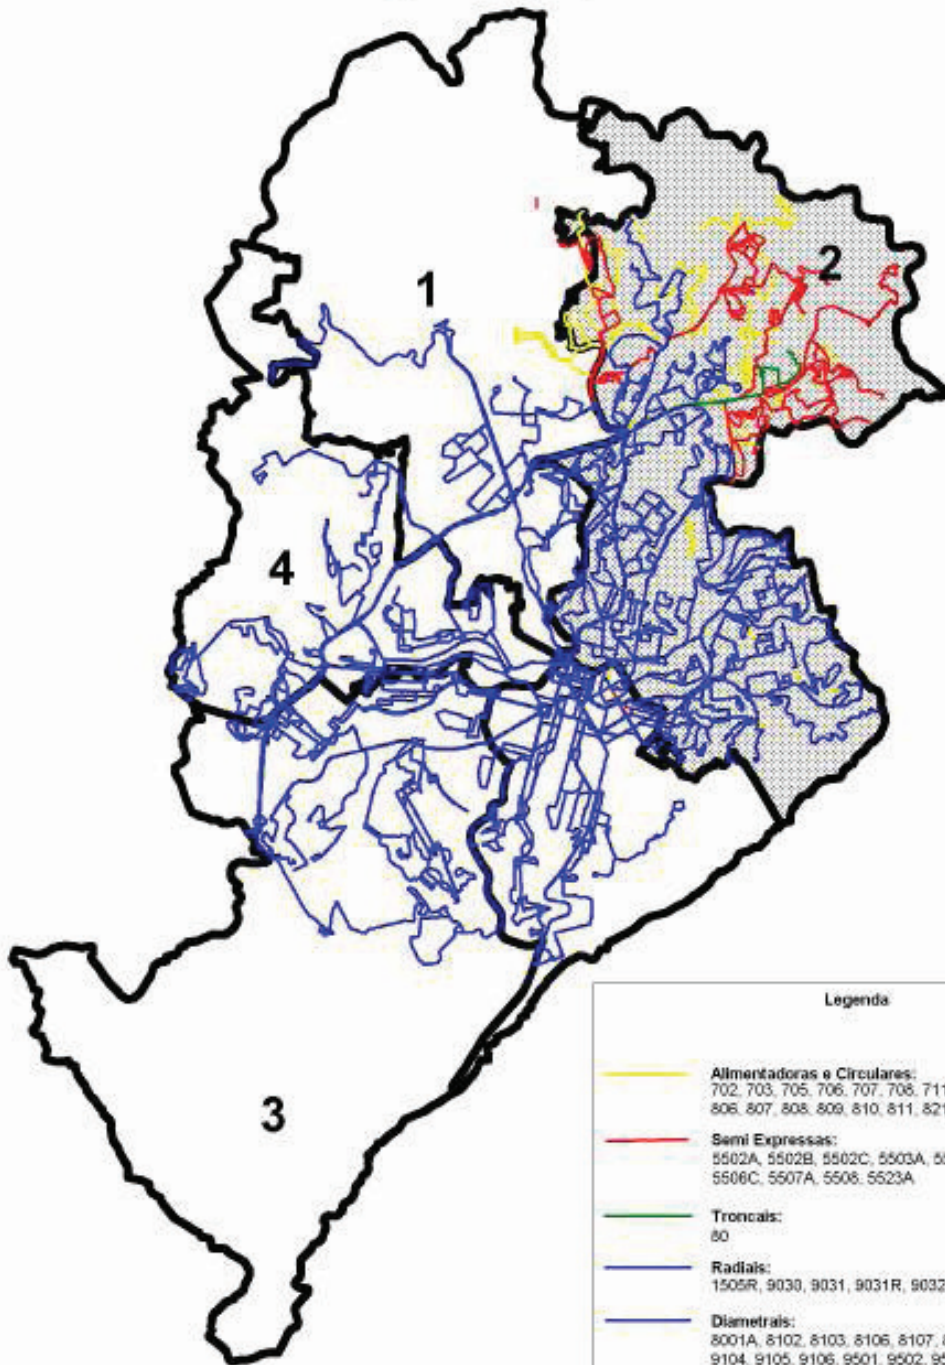 1
2
4
3
Legenda
Alimentadoras e Circulares:
702, 703, 705, 706, 707, 708, 711
806, 807, 808, 809, 810, 811, 821
Semi Expressas:
5502A, 5502B, 5502C, 5503A,
5506C, 5507A, 5508, 5523A
Troncais:
80
Radiais:
1505R, 9030, 9031, 9031R, 9032
Diametrais:
8001A, 8102, 8103, 8106, 8107,
9104, 9105, 9106, 9501, 9502,